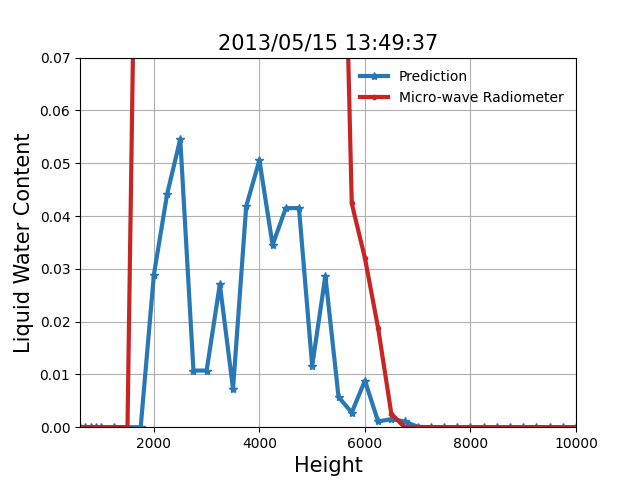 2013/05/15 13:49:37
0.07
0.06
0.05
0.04
0.03
0.02
0.01
0.00
Liquid Water Content
Prediction
Micro-wave Radiometer
2000 4000 6000 8000 10000
Height